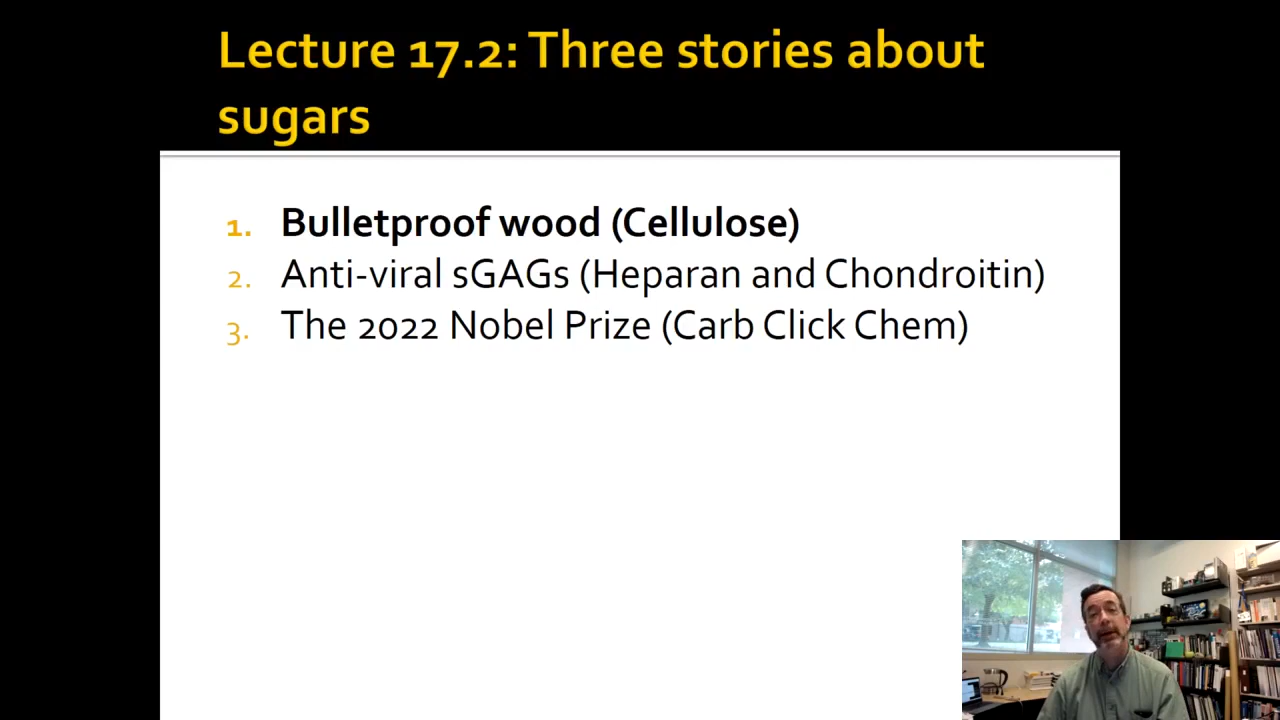 Lecture 17.2: Three stories about
sugars
1. Bulletproof wood (Cellulose)
2. Anti-viral sGAGs (Heparan and Chondroitin)
3. The 2022 Nobel Prize (Carb Click Chem)